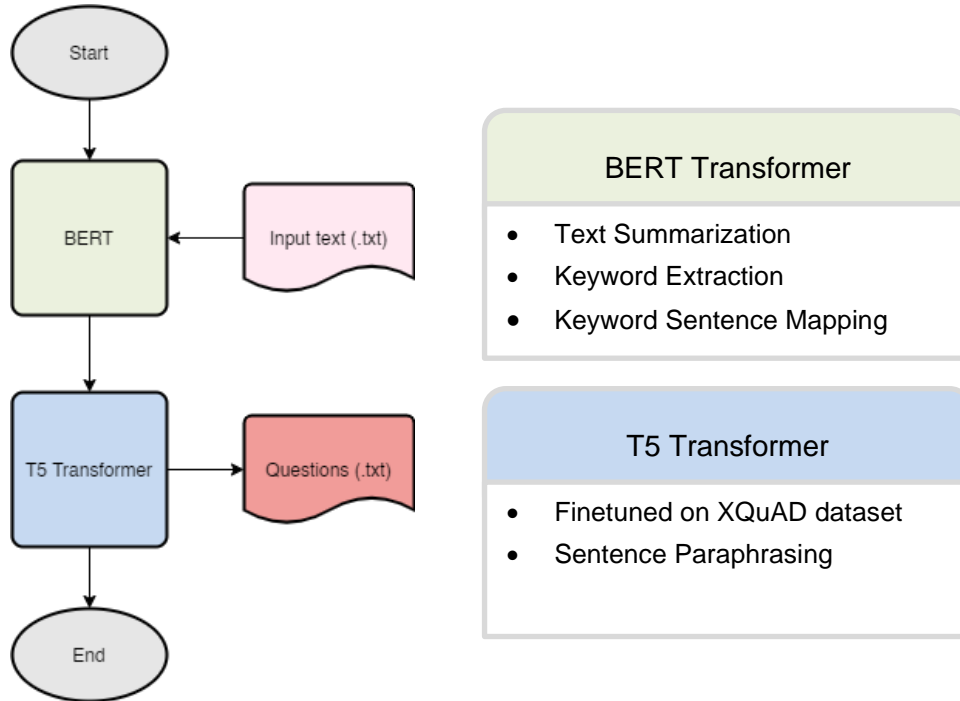 Start
BERT
Input text (.txt)
T5 Transformer
Questions (.txt)
End
BERT Transformer
• Text Summarization
• Keyword Extraction
• Keyword Sentence Mapping
T5 Transformer
• Finetuned on XQuAD dataset
• Sentence Paraphrasing